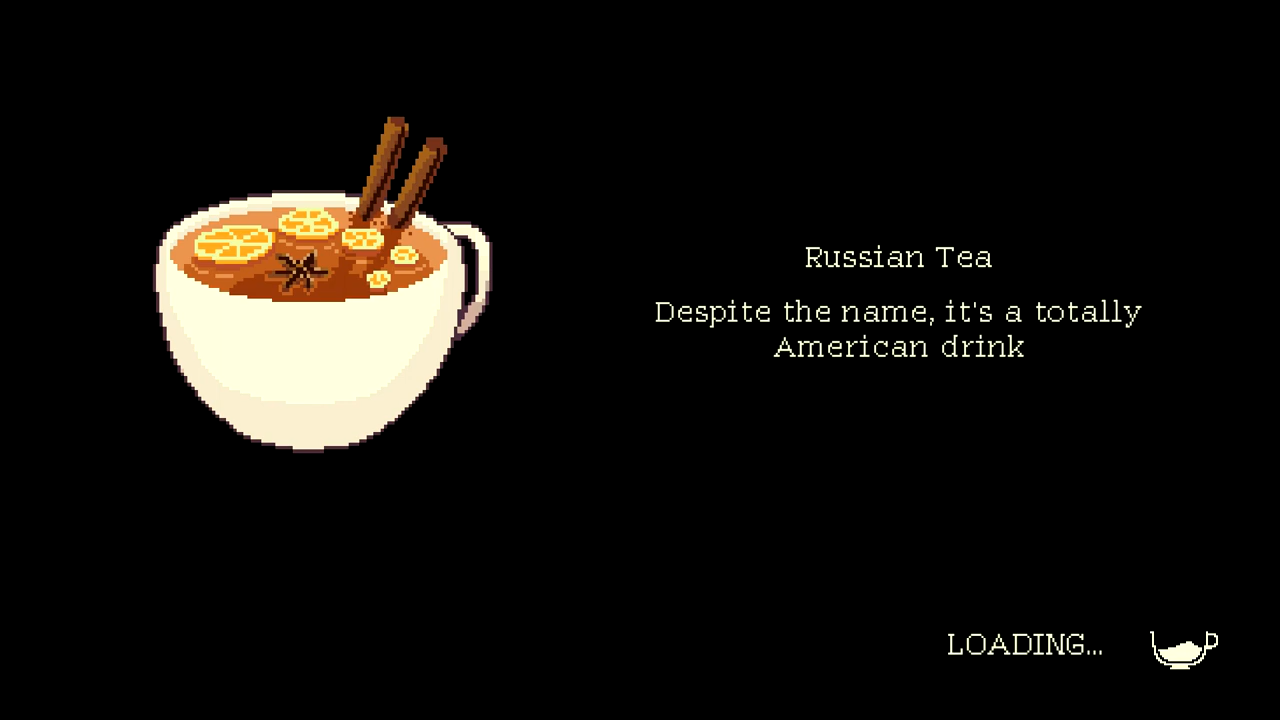 Russian Tea
Despite the name, it's a totally
American drink
LOADING...